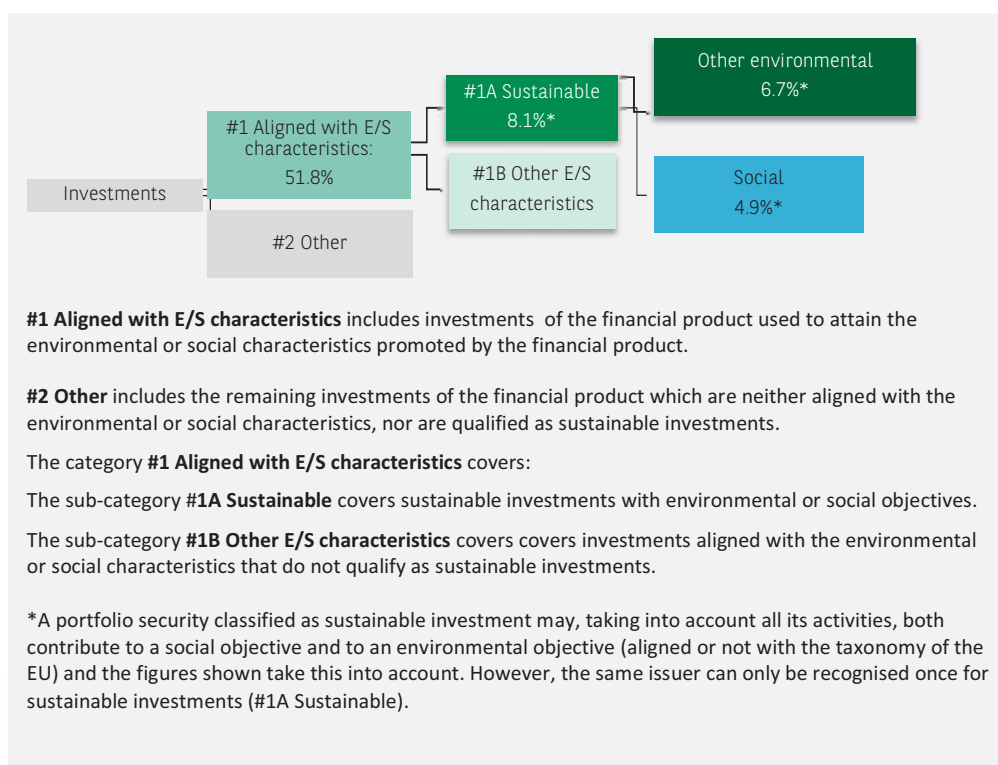 Investments
#1 Aligned with E/S
characteristics:
51.8%
#2 Other
#1A Sustainable
8.1%*
#1B Other E/S
characteristics
Other environmental
6.7%*
Social
4.9%*
#1 Aligned with E/S characteristics includes investments of the financial product used to attain the
environmental or social characteristics promoted by the financial product.
#2 Other includes the remaining investments of the financial product which are neither aligned with the
environmental or social characteristics, nor are qualified as sustainable investments.
The category #1 Aligned with E/S characteristics covers:
The sub-category #1A Sustainable covers sustainable investments with environmental or social objectives.
The sub-category #1B Other E/S characteristics covers covers investments aligned with the environmental
or social characteristics that do not qualify as sustainable investments.
*A portfolio security classified as sustainable investment may, taking into account all its activities, both
contribute to a social objective and to an environmental objective (aligned or not with the taxonomy of the
EU) and the figures shown take this into account. However, the same issuer can only be recognised once for
sustainable investments (#1A Sustainable).